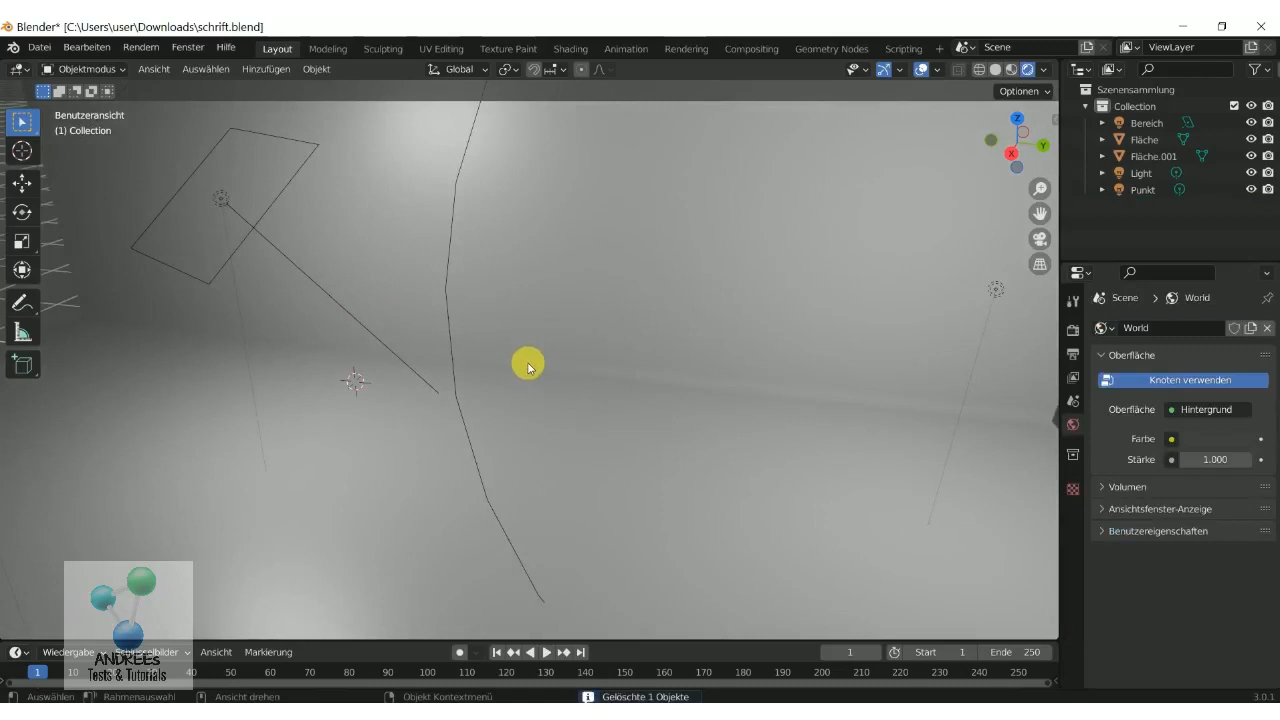 Blender* [C:\Users\user\Downloads\schrift.blend]
Datei Bearbeiten Rendern Fenster Hilfe Layout Modeling Sculpting UV Editing Texture Paint Shading Animation Rendering Compositing Geometry Nodes Scripting + Scene ViewLayer
Objektmodus Ansicht Auswählen Hinzufügen Objekt Global
Optionen
Benutzeransicht
(1) Collection
Z
Y
X
Szenensammlung
Collection
Bereich
Fläche
Fläche.001
Light
Punkt
Scene > World
World
Oberfläche
Knoten verwenden
Oberfläche Hintergrund
Farbe
Stärke 1.000
Volumen
Ansichtsfenster-Anzeige
Benutzereigenschaften
ANDREES
Tests & Tutorials
Wiedergabe Schlüsselbilder Ansicht Markierung 1 Start 1 Ende 250
1 10 40 50 60 70 80 90 100 110 120 130 140 150 160 170 180 190 200 210 220 230 240 250
Auswählen Rahmenauswahl Ansicht drehen Objekt Kontextmenü Gelöschte 1 Objekte 3.0.1